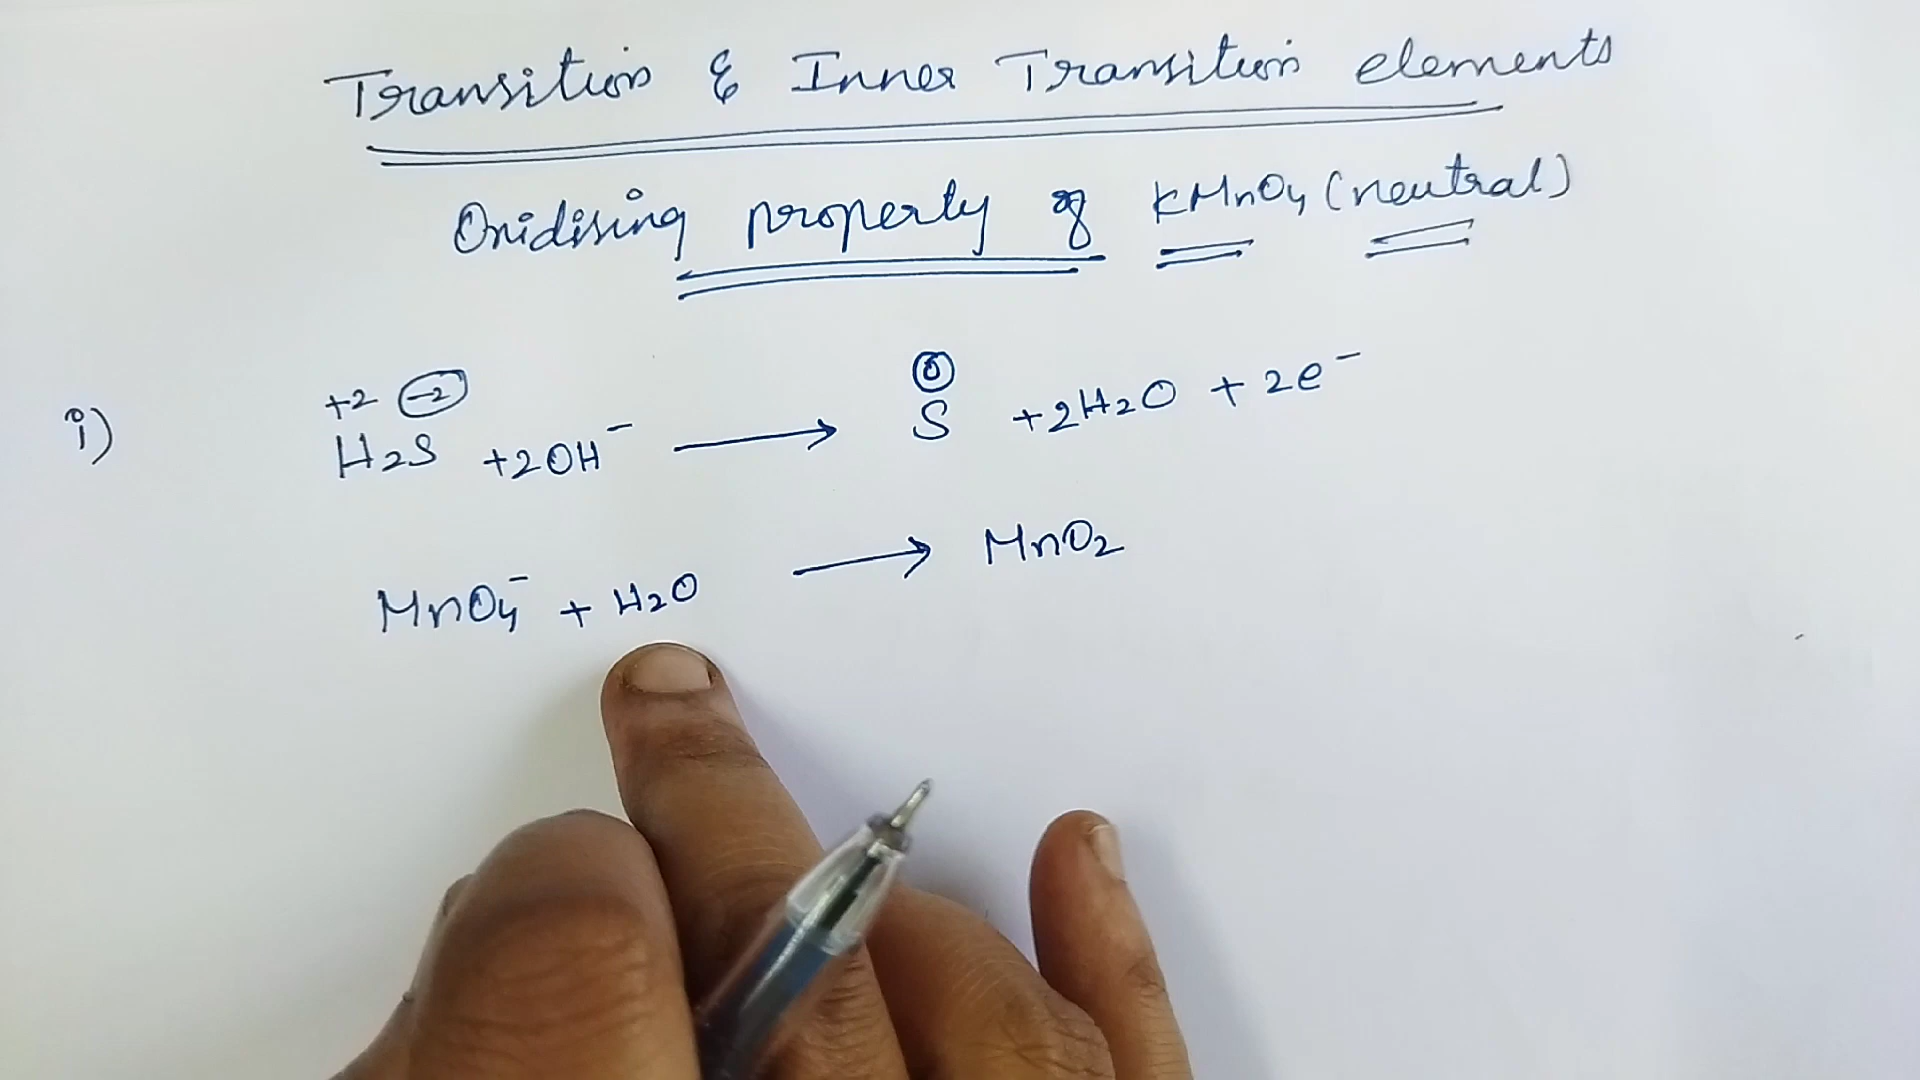 Transition & Inner Transition elements
Oxidising property of KMnO4 (neutral)
+2 -2 0
i) H2S +2OH⁻ → S +2H2O + 2e⁻
MnO4⁻ + H2O → MnO2